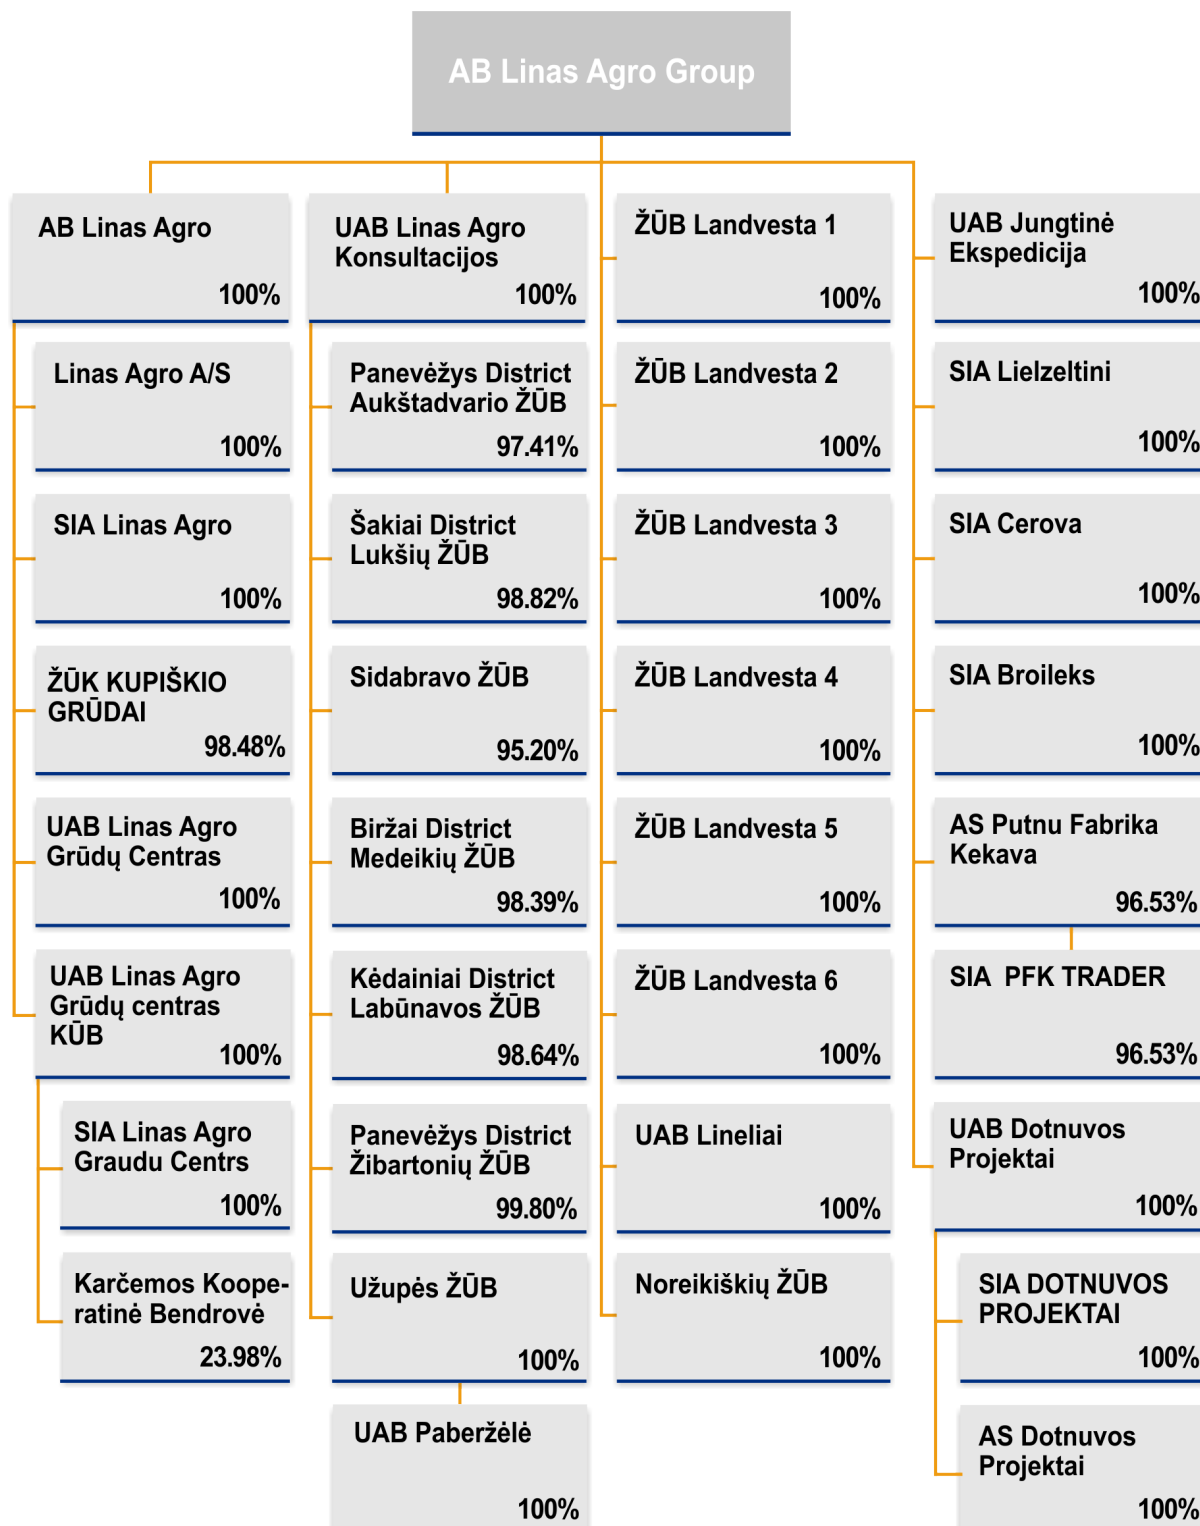 AB Linas Agro Group
AB Linas Agro
100%
Linas Agro A/S
100%
SIA Linas Agro
100%
ŽŪK KUPIŠKIO
GRŪDAI
98.48%
UAB Linas Agro
Grūdų Centras
100%
UAB Linas Agro
Grūdų centras
KŪB
100%
SIA Linas Agro
Graudu Centrs
100%
Karčemos Koope-
ratinė Bendrovė
23.98%
UAB Linas Agro
Konsultacijos
100%
Panevėžys District
Aukštadvario ŽŪB
97.41%
Šakiai District
Lukšių ŽŪB
98.82%
Sidabravo ŽŪB
95.20%
Biržai District
Medeikių ŽŪB
98.39%
Kėdainiai District
Labūnavos ŽŪB
98.64%
Panevėžys District
Žibartonių ŽŪB
99.80%
Užupės ŽŪB
100%
UAB Paberžėlė
100%
ŽŪB Landvesta 1
100%
ŽŪB Landvesta 2
100%
ŽŪB Landvesta 3
100%
ŽŪB Landvesta 4
100%
ŽŪB Landvesta 5
100%
ŽŪB Landvesta 6
100%
UAB Lineliai
100%
Noreikiškių ŽŪB
100%
UAB Jungtinė
Ekspedicija
100%
SIA Lielzeltini
100%
SIA Cerova
100%
SIA Broileks
100%
AS Putnu Fabrika
Kekava
96.53%
SIA PFK TRADER
96.53%
UAB Dotnuvos
Projektai
100%
SIA DOTNUVOS
PROJEKTAI
100%
AS Dotnuvos
Projektai
100%